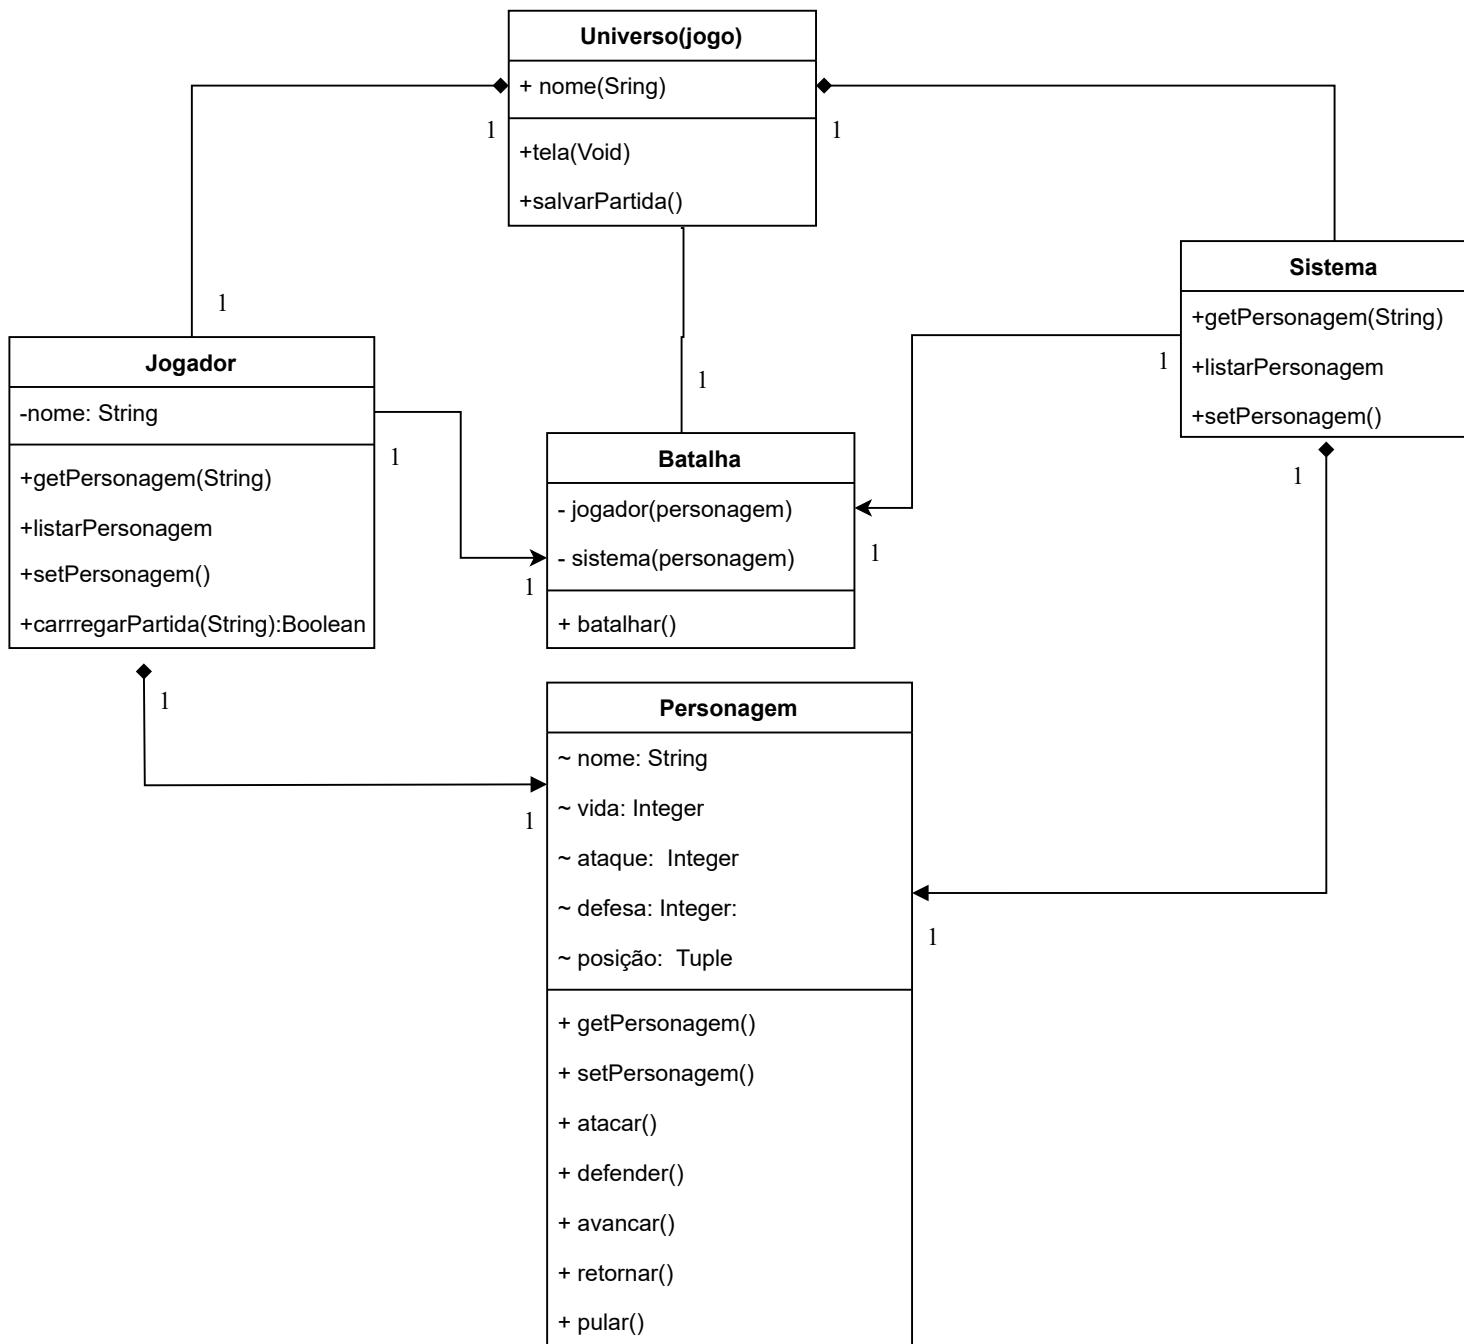 Universo(jogo)
+ nome(Sring)
1
1
+tela(Void)
+salvarPartida()
Sistema
+getPersonagem(String)
+listarPersonagem
+setPersonagem()
1
1
1
Jogador
-nome: String
+getPersonagem(String)
+listarPersonagem
+setPersonagem()
+carrregarPartida(String):Boolean
1
1
1
Batalha
- jogador(personagem)
- sistema(personagem)
+ batalhar()
1
1
1
Personagem
~ nome: String
~ vida: Integer
~ ataque:  Integer
~ defesa: Integer:
~ posição:  Tuple
+ getPersonagem()
+ setPersonagem()
+ atacar()
+ defender()
+ avancar()
+ retornar()
+ pular()
1
1